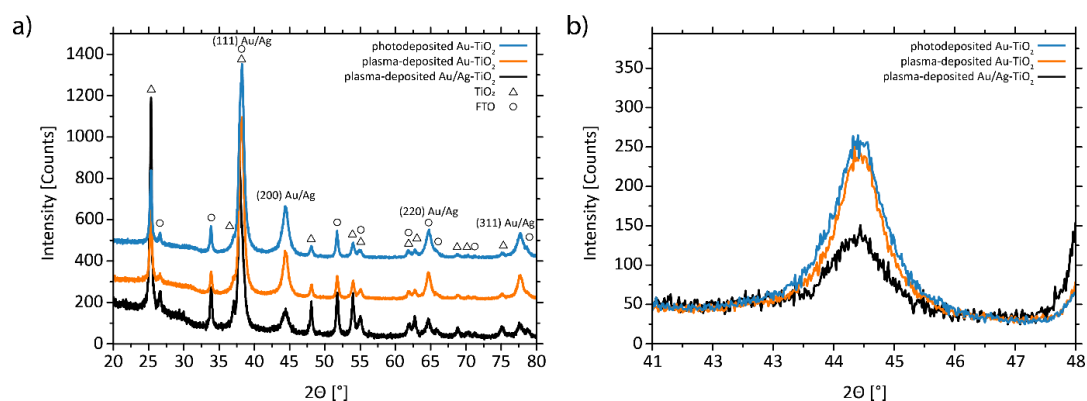 a)
1400
1200
1000
800
600
400
200
0
Intensity [Counts]
20 25 30 35 40 45 50 55 60 65 70 75 80
2Θ [°]
(111) Au/Ag
(200) Au/Ag
(220) Au/Ag
(311) Au/Ag
photodeposited Au-TiO₂
plasma-deposited Au-TiO₂
plasma-deposited Au/Ag-TiO₂
TiO₂
FTO
b)
350
300
250
200
150
100
50
0
Intensity [Counts]
41 43 43 44 45 46 47 48
2Θ [°]
photodeposited Au-TiO₂
plasma-deposited Au-TiO₂
plasma-deposited Au/Ag-TiO₂